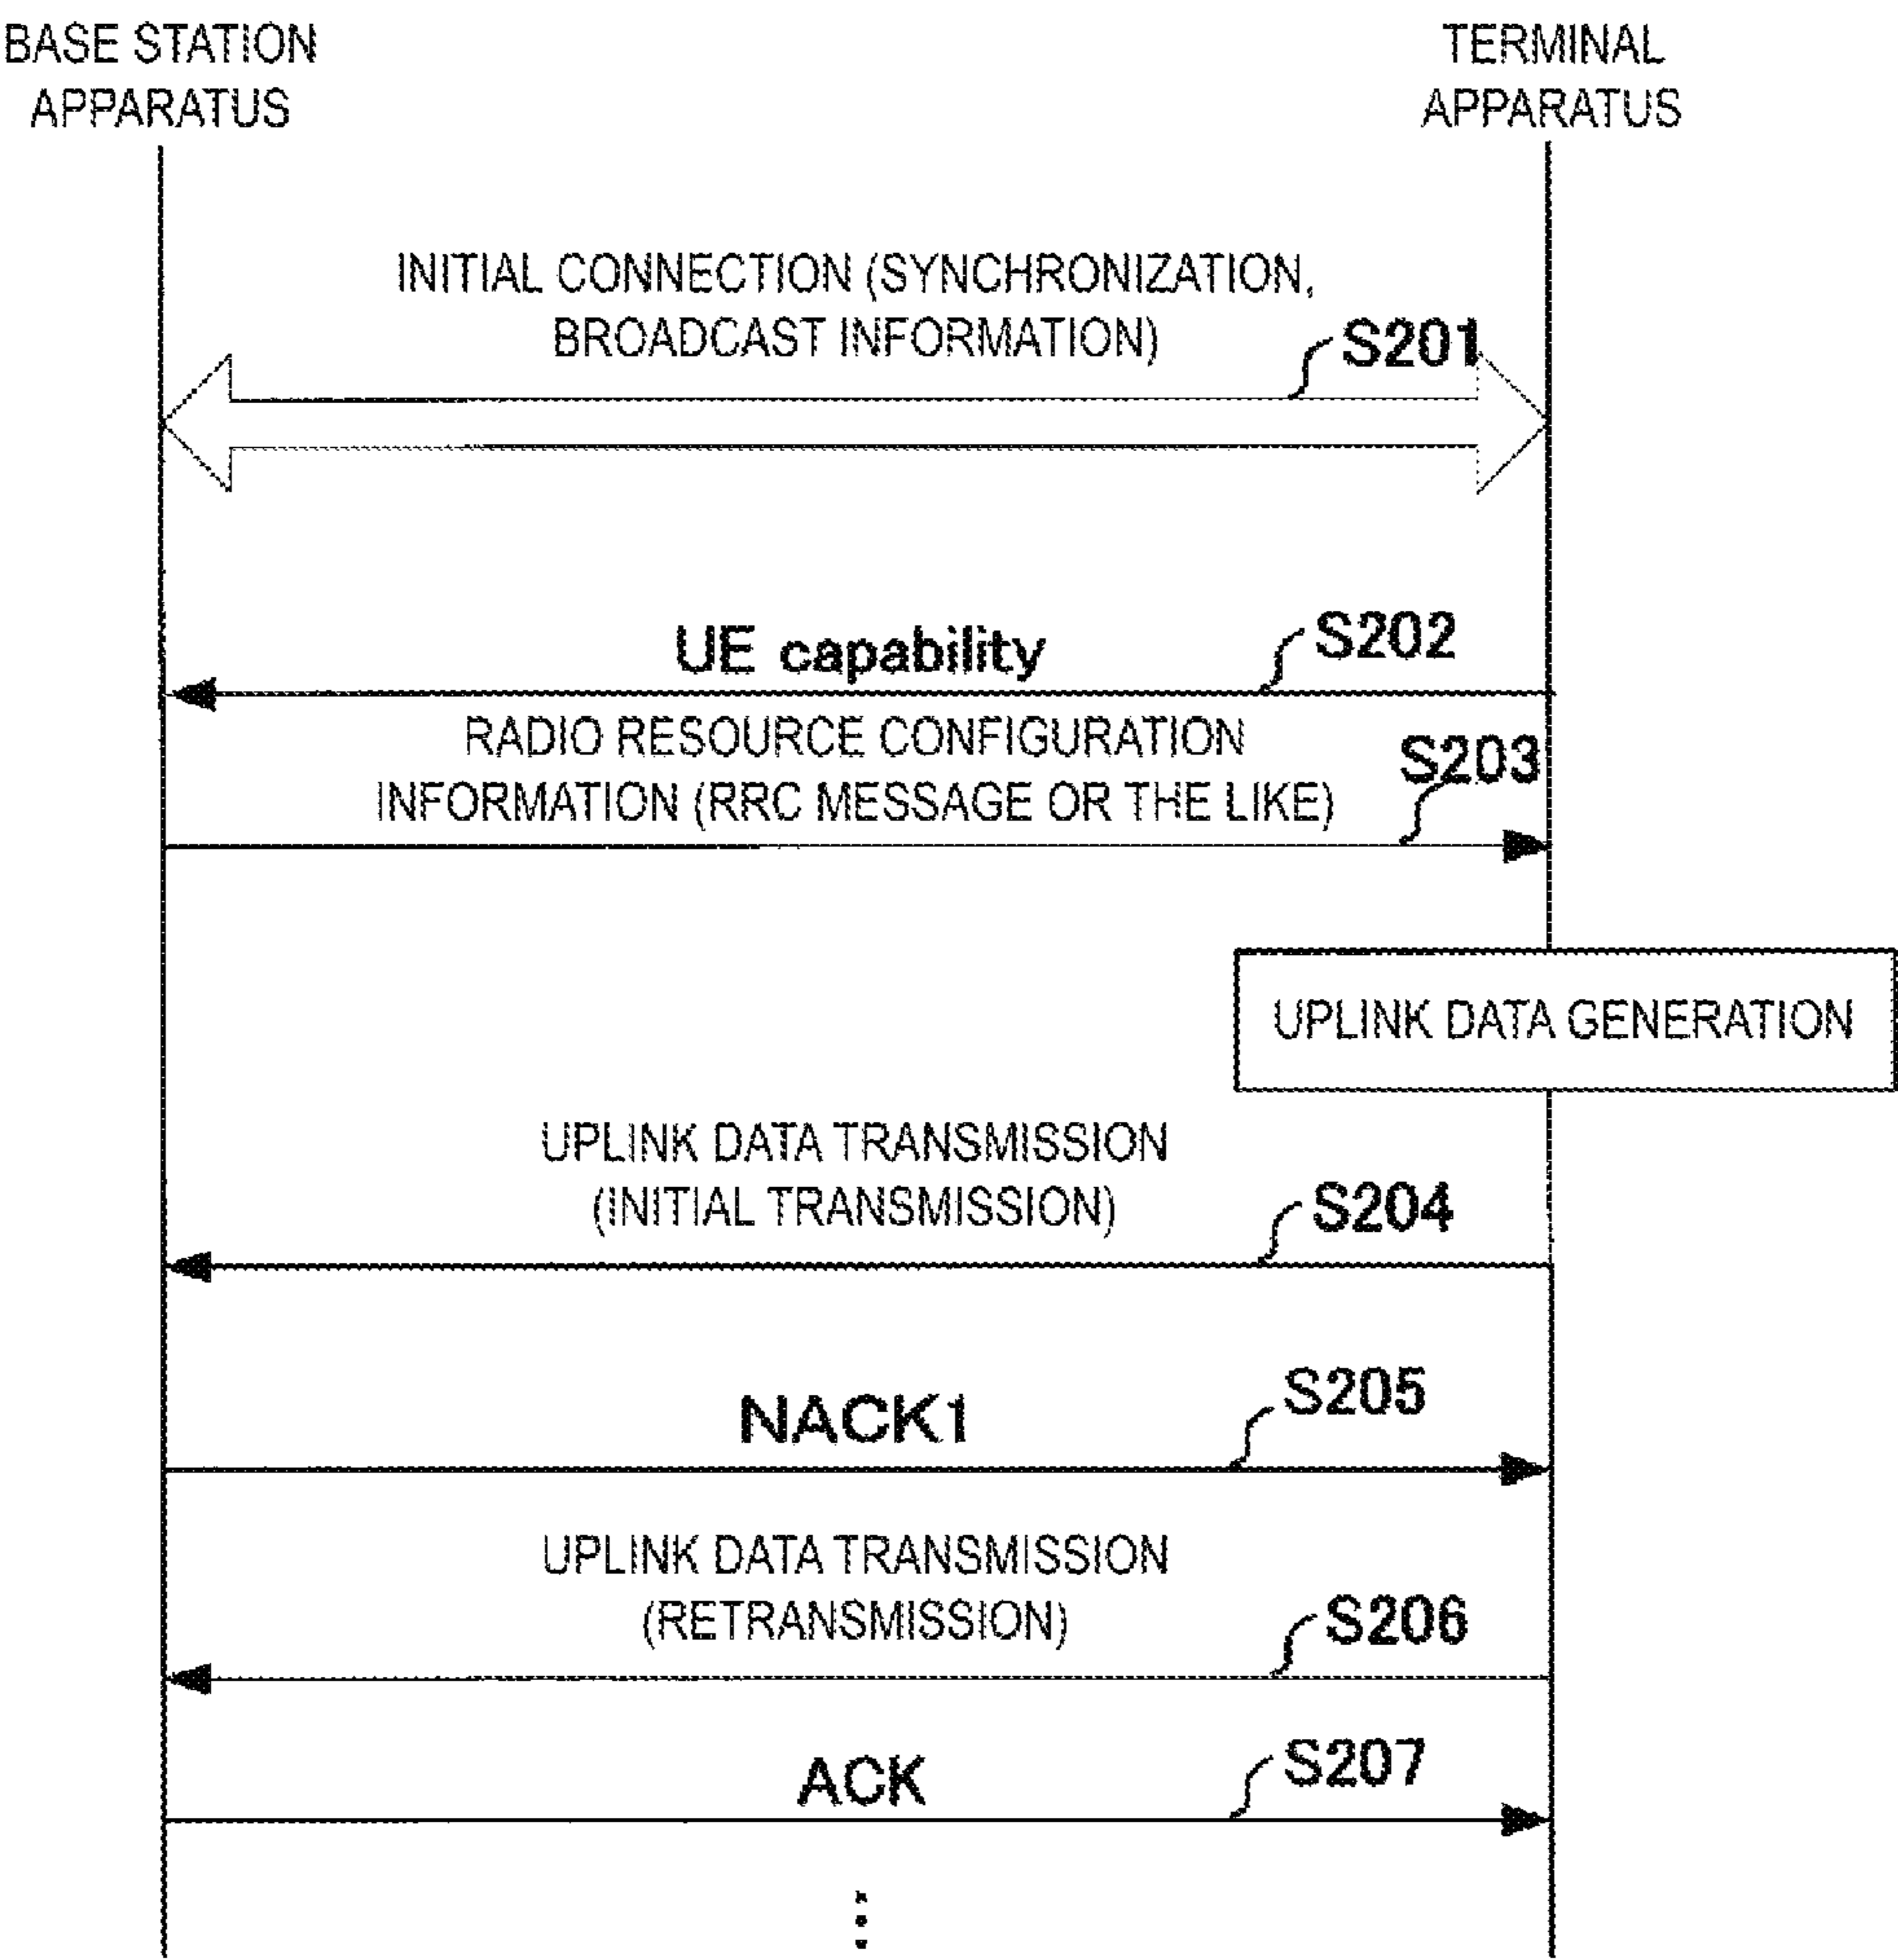 BASE STATION
APPARATUS
TERMINAL
APPARATUS
INITIAL CONNECTION (SYNCHRONIZATION,
BROADCAST INFORMATION)
S201
UE capability
S202
RADIO RESOURCE CONFIGURATION
INFORMATION (RRC MESSAGE OR THE LIKE)
S203
UPLINK DATA GENERATION
UPLINK DATA TRANSMISSION
(INITIAL TRANSMISSION)
S204
NACK1
S205
UPLINK DATA TRANSMISSION
(RETRANSMISSION)
S206
ACK
S207